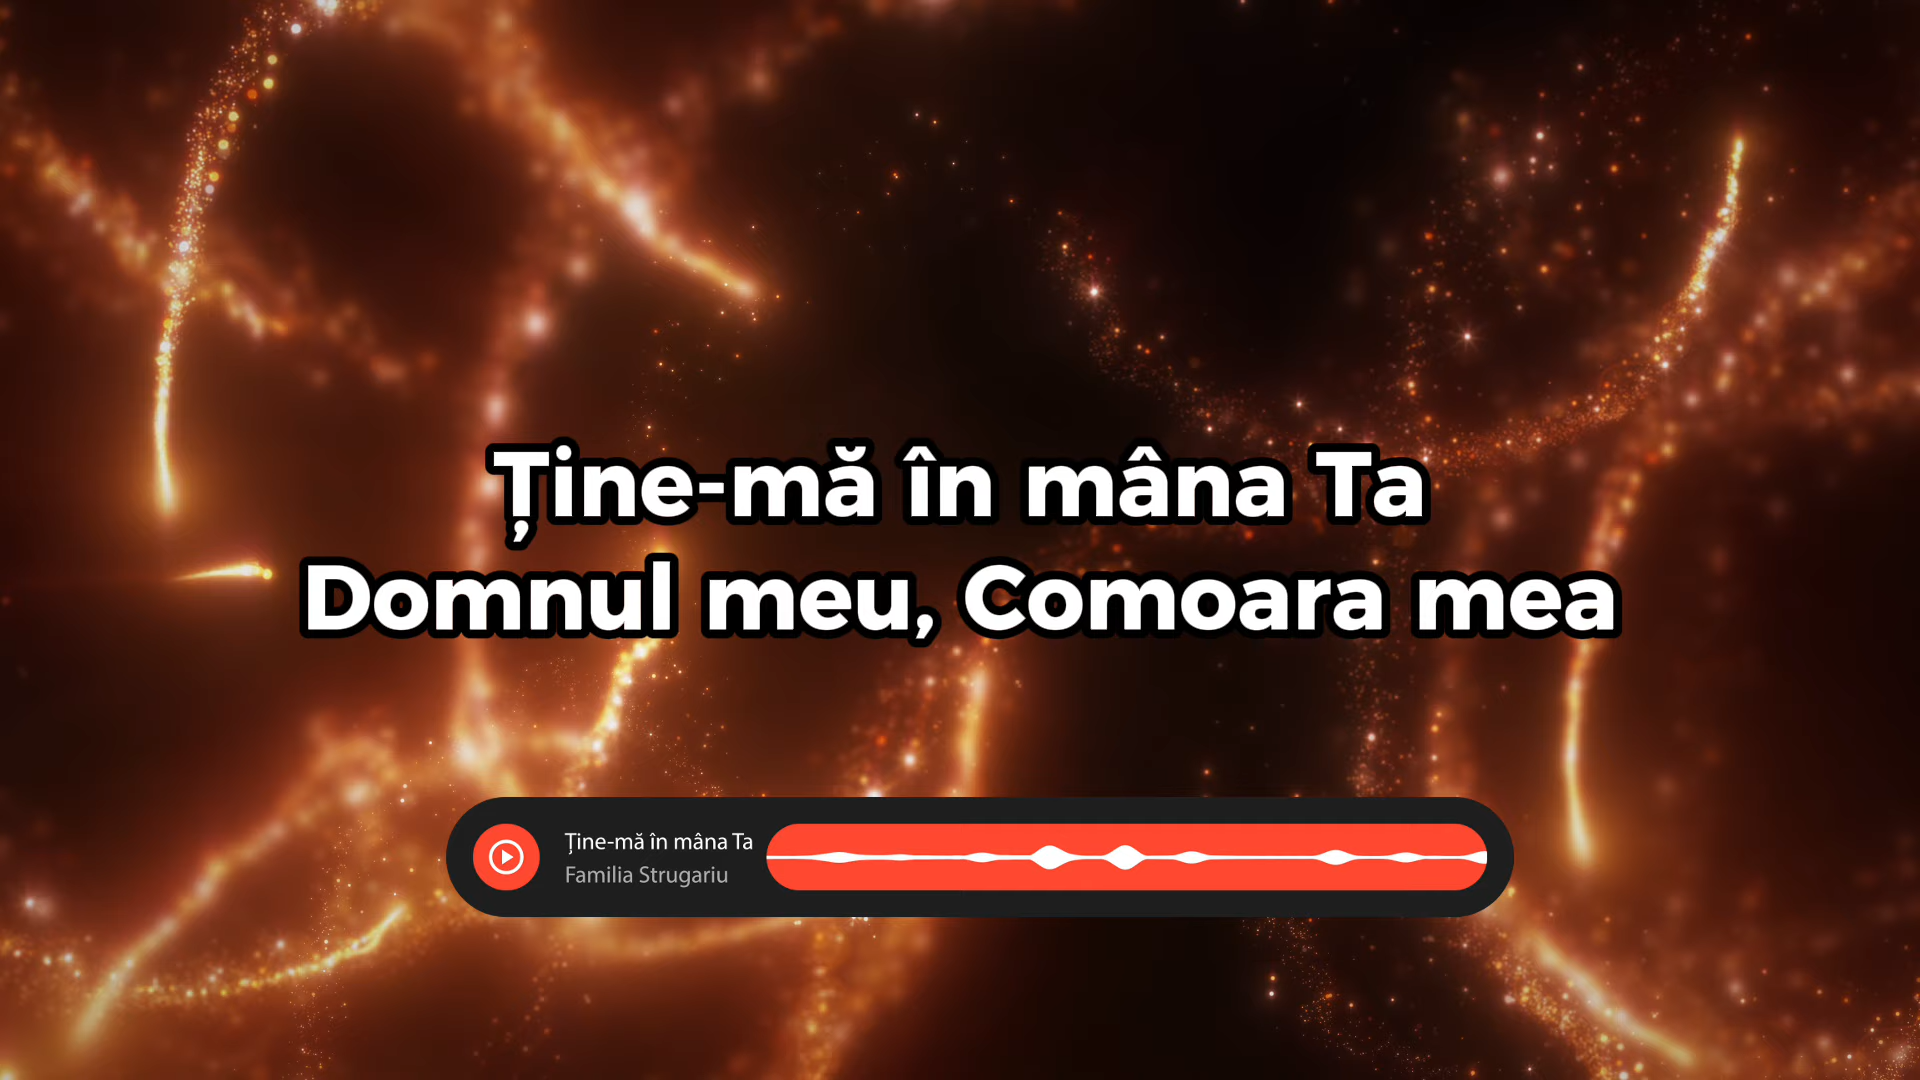 Ține-mă în mâna Ta
Domnul meu, Comoara mea
Ține-mă în mâna Ta
Familia Strugariu